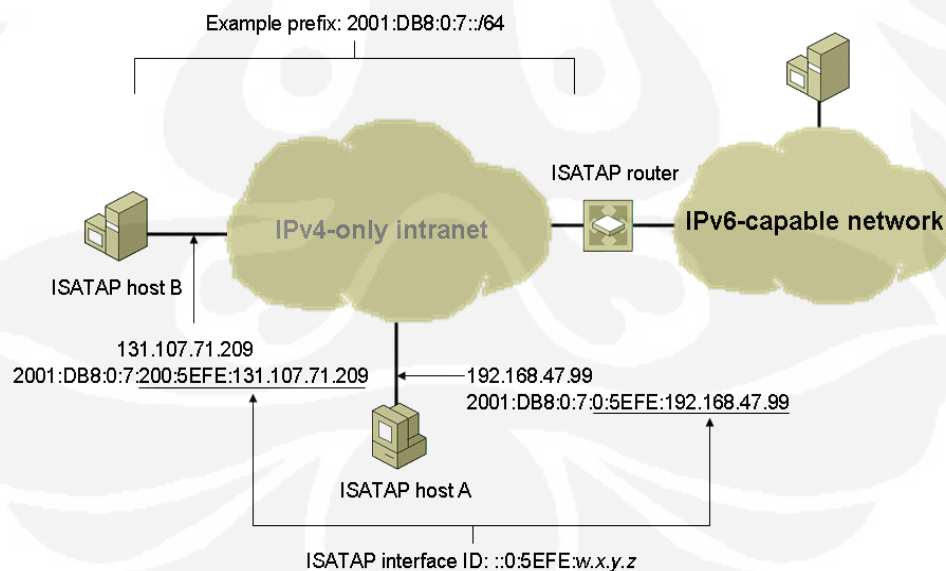 Example prefix: 2001:DB8:0:7::/64
ISATAP router
IPv4-only intranet
IPv6-capable network
ISATAP host B
131.107.71.209
2001:DB8:0:7:200:5EFE:131.107.71.209
192.168.47.99
2001:DB8:0:7:0:5EFE:192.168.47.99
ISATAP host A
ISATAP interface ID: ::0:5EFE:w.x.y.z